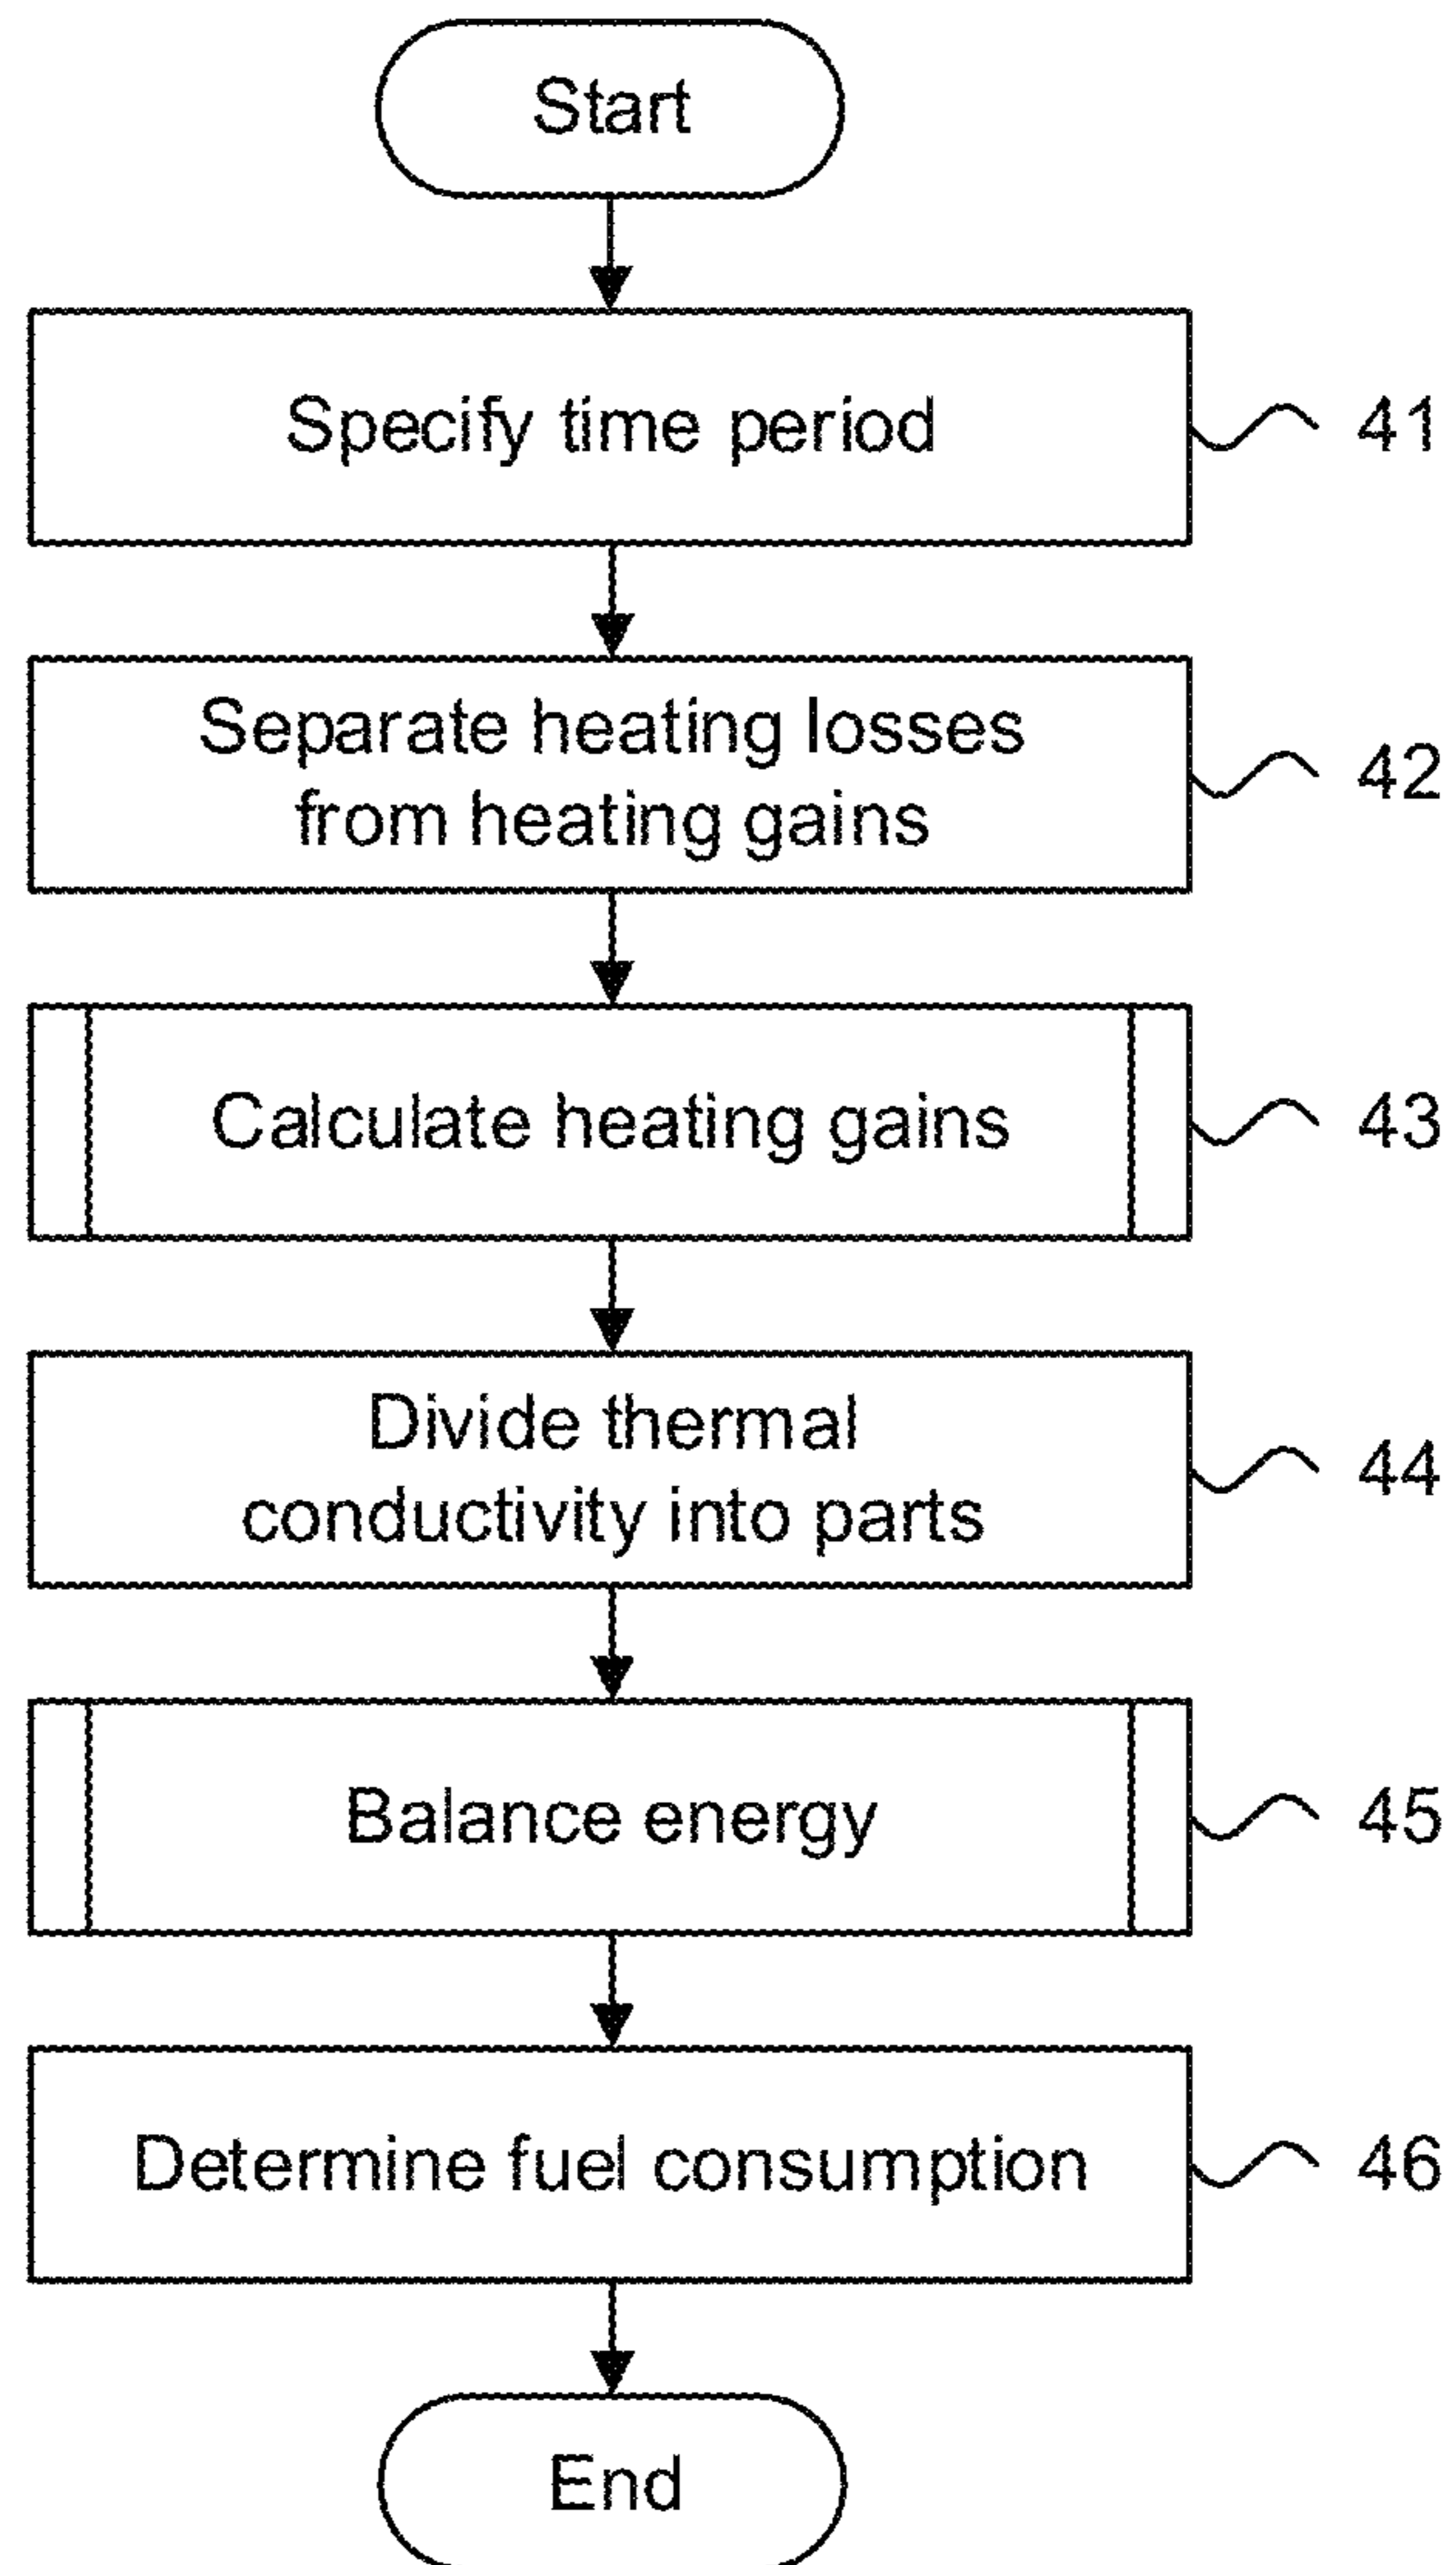 Start
Specify time period
41
Separate heating losses
from heating gains
42
Calculate heating gains
43
Divide thermal
conductivity into parts
44
Balance energy
45
Determine fuel consumption
46
End